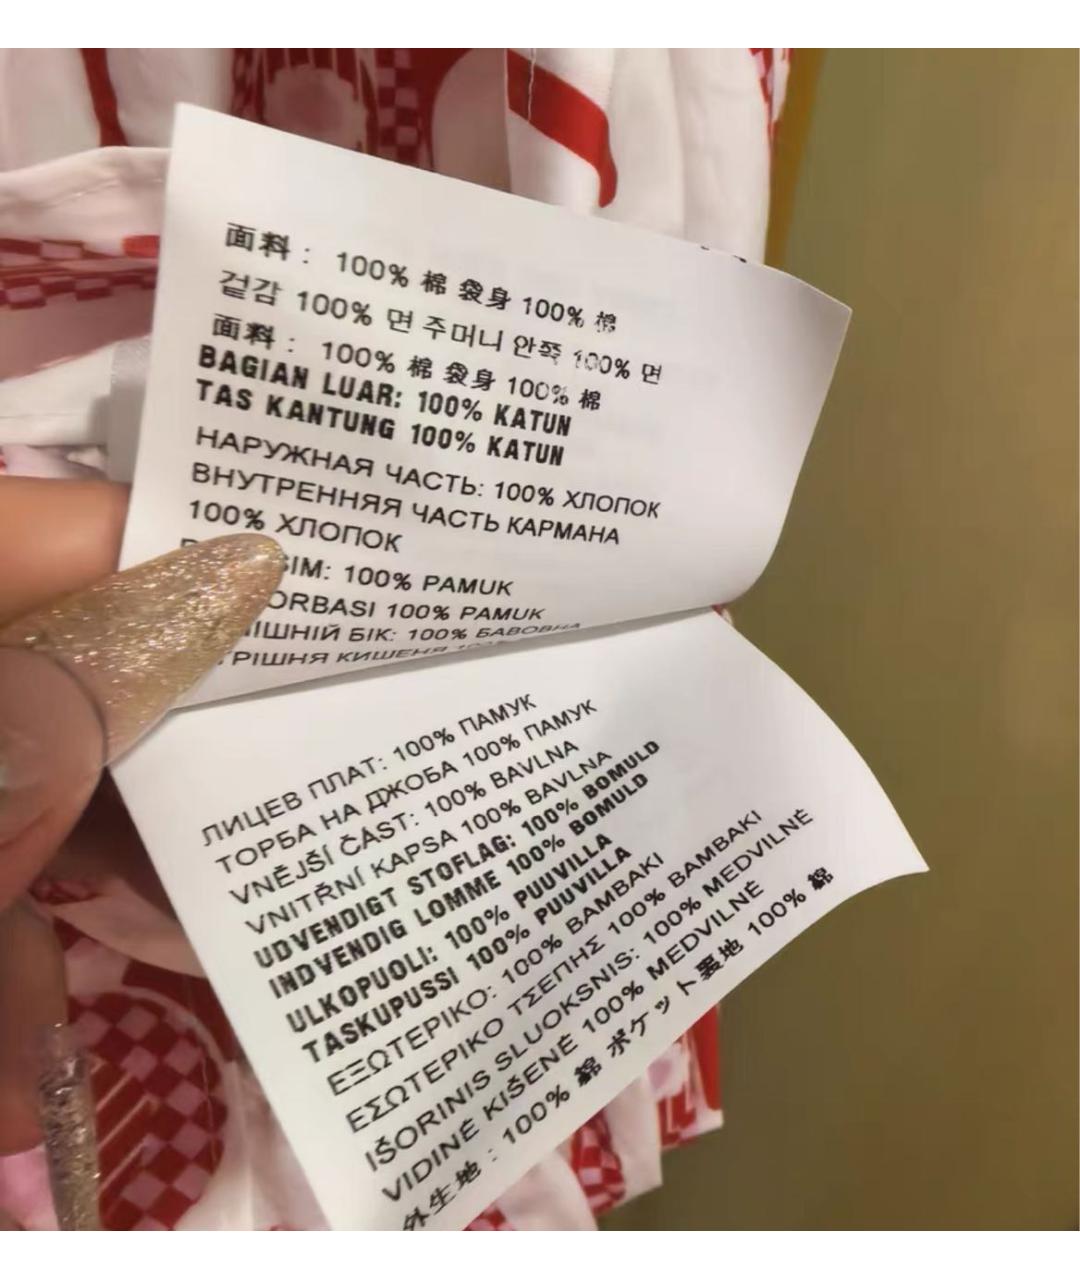 面料： 100% 棉 袋身 100% 棉
겉감 100% 면 주머니 안쪽 100% 면
面料： 100% 棉 袋身 100% 棉
BAGIAN LUAR: 100% KATUN
TAS KANTUNG 100% KATUN
НАРУЖНАЯ ЧАСТЬ: 100% ХЛОПОК
ВНУТРЕННЯЯ ЧАСТЬ КАРМАНА
100% ХЛОПОК
100% PAMUK
100% PAMUK
БІК: 100% БАВОВНА
КИШЕНЯ
ЛИЦЕВ ПЛАТ: 100% ПАМУК
ТОРБА НА ДЖОБА 100% ПАМУК
VNĚJŠÍ ČAST: 100% BAVLNA
VNITŘNÍ KAPSA 100% BAVLNA
UDVENDIGT STOFLAG: 100% BOMULD
INDVENDIG LOMME 100% BOMULD
ULKOPUOLI: 100% PUUVILLA
TASKUPUSSI 100% PUUVILLA
ΕΞΩΤΕΡΙΚΟ: 100% ΒΑΜΒΑΚΙ
ΕΣΩΤΕΡΙΚΟ ΤΣΕΠΗΣ 100% ΒΑΜΒΑΚΙ
IŠORINIS SLUOKSNIS: 100% MEDVILNĖ
VIDINĖ KIŠENĖ 100% MEDVILNĖ
外生地：100% 綿 ポケット裏地 100% 綿